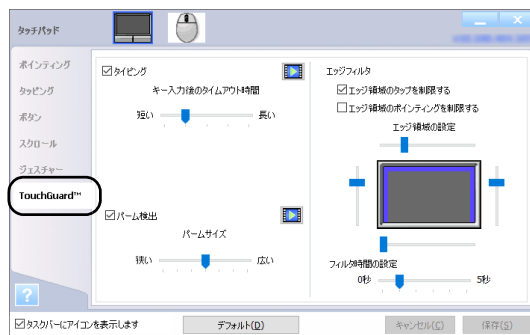 タッチパッド
ポインティング
タッピング
ボタン
スクロール
ジェスチャー
TouchGuard™
タイピング
キー入力後のタイムアウト時間
短い
長い
パーム検出
パームサイズ
狭い
広い
エッジフィルタ
エッジ領域のタップを制限する
エッジ領域のポインティングを制限する
エッジ領域の設定
フィルタ時間の設定
0秒
5秒
?
タスクバーにアイコンを表示します
デフォルト(D)
キャンセル(C)
保存(S)